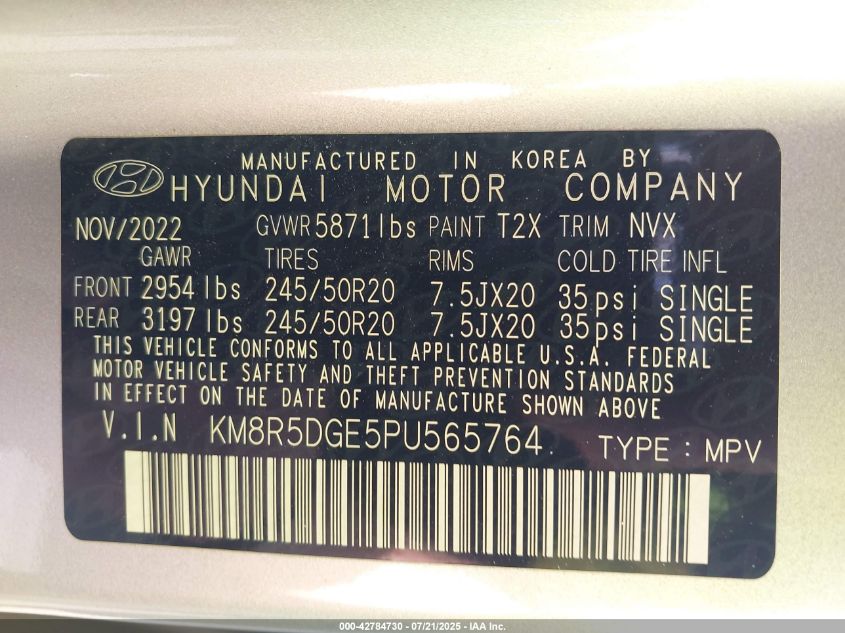 MANUFACTURED IN KOREA BY
HYUNDAI MOTOR COMPANY
NOV/2022 GVWR 5871 lbs PAINT T2X TRIM NVX
GAWR TIRES RIMS COLD TIRE INFL
FRONT 2954 lbs 245/50R20 7.5JX20 35psi SINGLE
REAR 3197 lbs 245/50R20 7.5JX20 35psi SINGLE
THIS VEHICLE CONFORMS TO ALL APPLICABLE U.S.A. FEDERAL
MOTOR VEHICLE SAFETY AND THEFT PREVENTION STANDARDS
IN EFFECT ON THE DATE OF MANUFACTURE SHOWN ABOVE
V.I.N KM8R5DGE5PU565764 TYPE : MPV
000-42784730 - 07/21/2025 - IAA Inc.